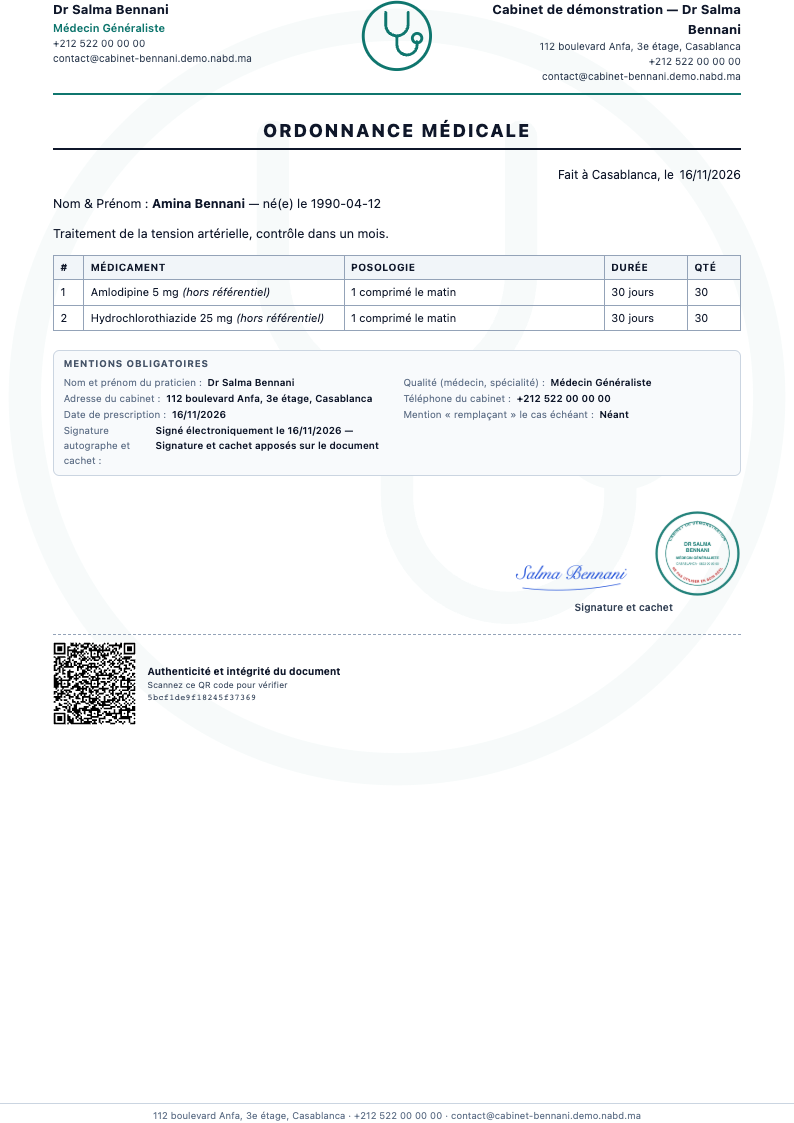 Dr Salma Bennani
Médecin Généraliste
+212 522 00 00 00
contact@cabinet-bennani.demo.nabd.ma
Cabinet de démonstration — Dr Salma
Bennani
112 boulevard Anfa, 3e étage, Casablanca
+212 522 00 00 00
contact@cabinet-bennani.demo.nabd.ma
ORDONNANCE MÉDICALE
Fait à Casablanca, le 16/11/2026
Nom & Prénom : Amina Bennani — né(e) le 1990-04-12
Traitement de la tension artérielle, contrôle dans un mois.
# MÉDICAMENT POSOLOGIE DURÉE QTÉ
1 Amlodipine 5 mg (hors référentiel) 1 comprimé le matin 30 jours 30
2 Hydrochlorothiazide 25 mg (hors référentiel) 1 comprimé le matin 30 jours 30
MENTIONS OBLIGATOIRES
Nom et prénom du praticien : Dr Salma Bennani
Qualité (médecin, spécialité) : Médecin Généraliste
Adresse du cabinet : 112 boulevard Anfa, 3e étage, Casablanca
Téléphone du cabinet : +212 522 00 00 00
Date de prescription : 16/11/2026
Mention « remplaçant » le cas échéant : Néant
Signature autographe et cachet : Signé électroniquement le 16/11/2026 —
Signature et cachet apposés sur le document
Salma Bennani
CABINET DE DÉMONSTRATION
DR SALMA
BENNANI
MÉDECIN GÉNÉRALISTE
Signature et cachet
Authenticité et intégrité du document
Scannez ce QR code pour vérifier
5bcf1de9f18245f37369
112 boulevard Anfa, 3e étage, Casablanca · +212 522 00 00 00 · contact@cabinet-bennani.demo.nabd.ma